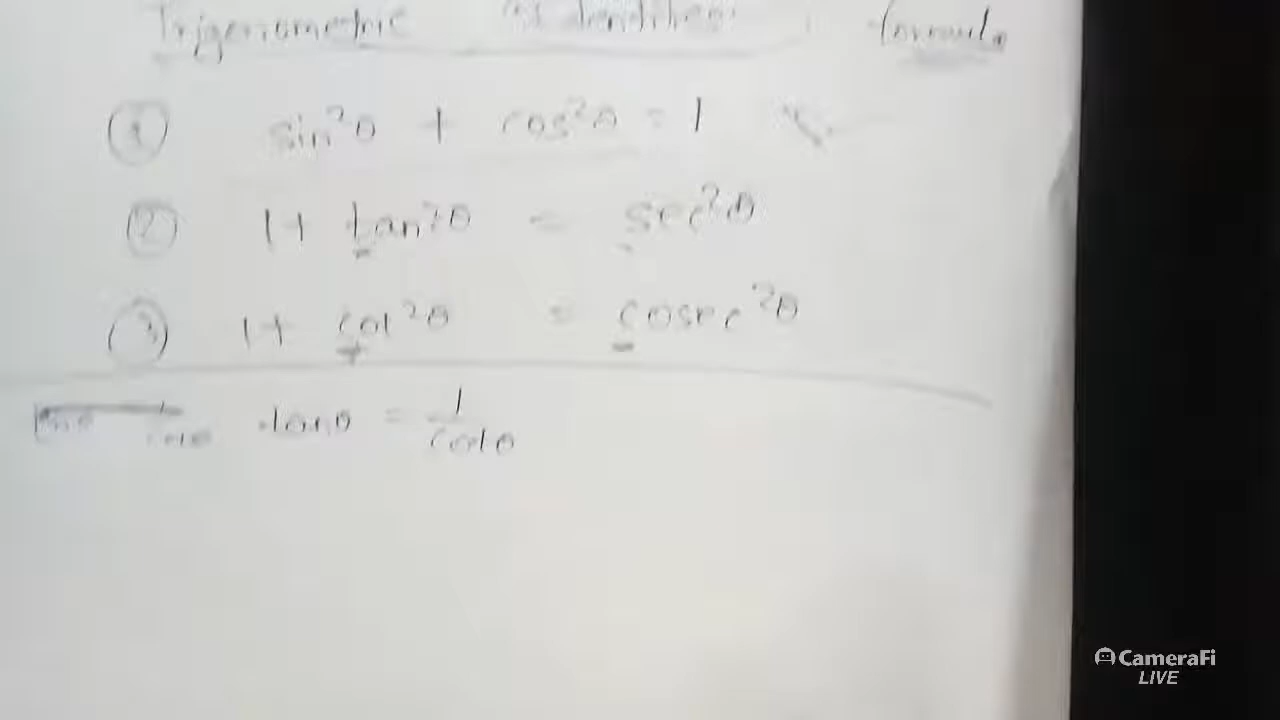 Trigonometric Identities : formula
① sin²θ + cos²θ = 1
② 1+ tan²θ = sec²θ
③ 1+ cot²θ = cosec²θ
tanθ = 1/cotθ
CameraFi
LIVE